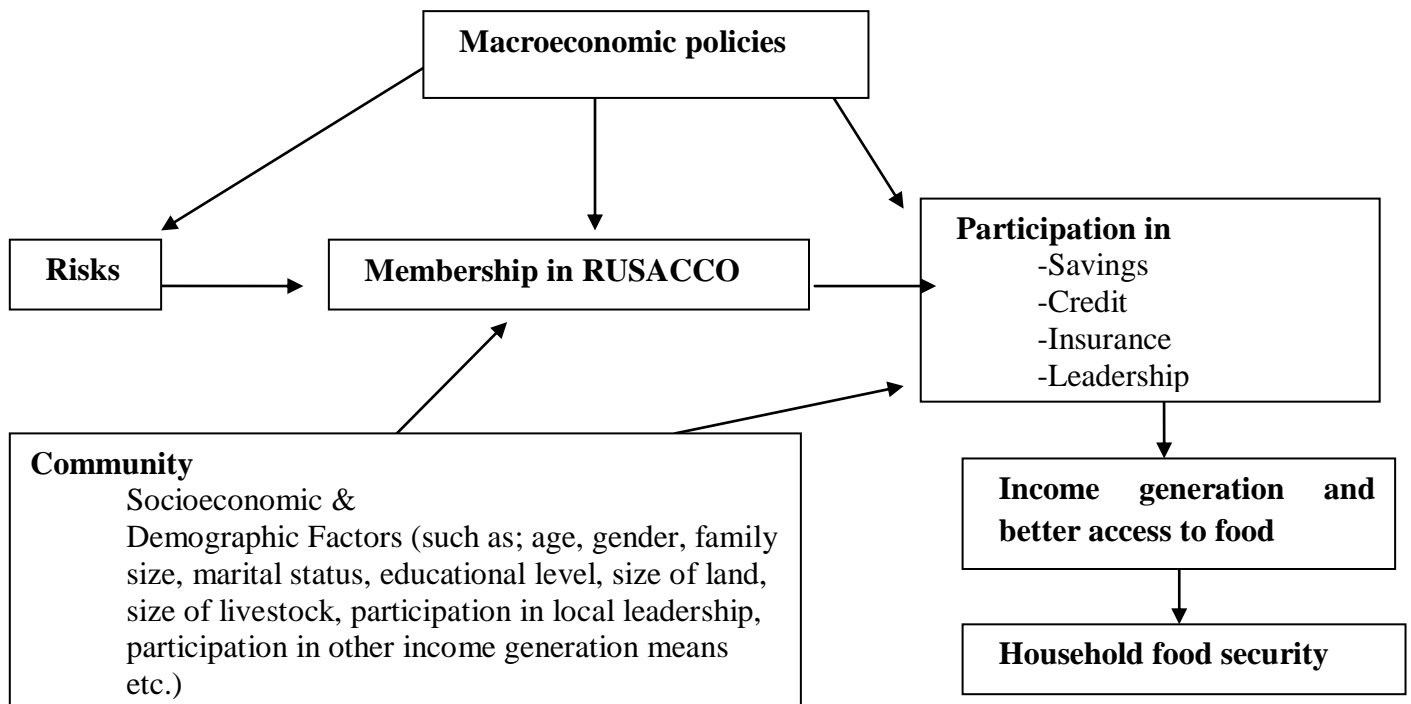 Macroeconomic policies
Risks
Membership in RUSACCO
Participation in
-Savings
-Credit
-Insurance
-Leadership
Community
Socioeconomic &
Demographic Factors (such as; age, gender, family
size, marital status, educational level, size of land,
size of livestock, participation in local leadership,
participation in other income generation means
etc.)
Income generation and
better access to food
Household food security